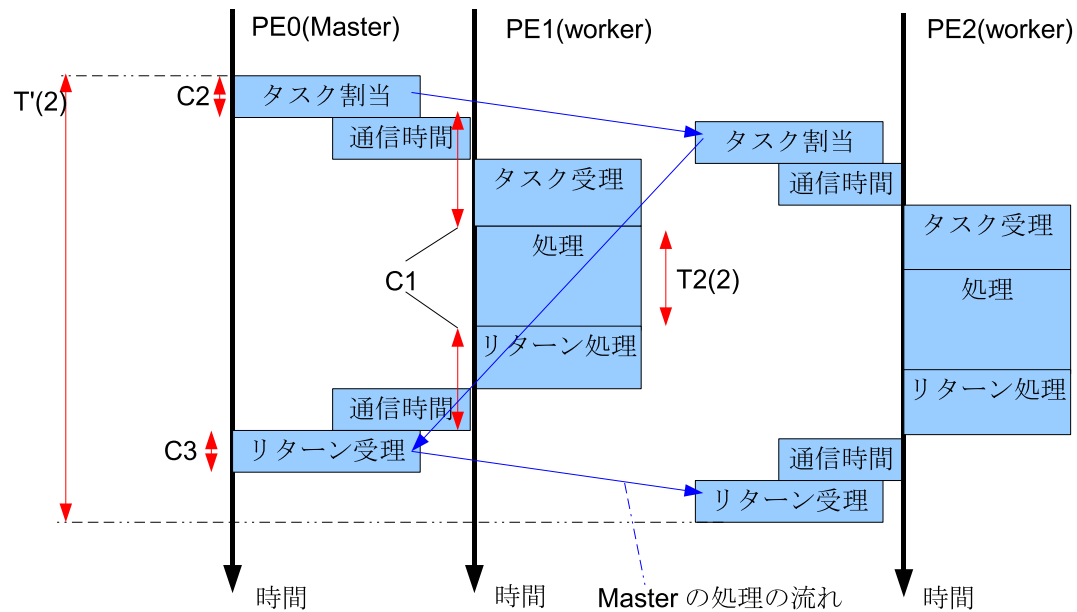 PE0(Master)
PE1(worker)
PE2(worker)
T'(2)
C2
タスク割当
通信時間
タスク受理
処理
C1
T2(2)
リターン処理
通信時間
C3
リターン受理
タスク割当
通信時間
タスク受理
処理
リターン処理
通信時間
リターン受理
時間
時間
Master の処理の流れ
時間